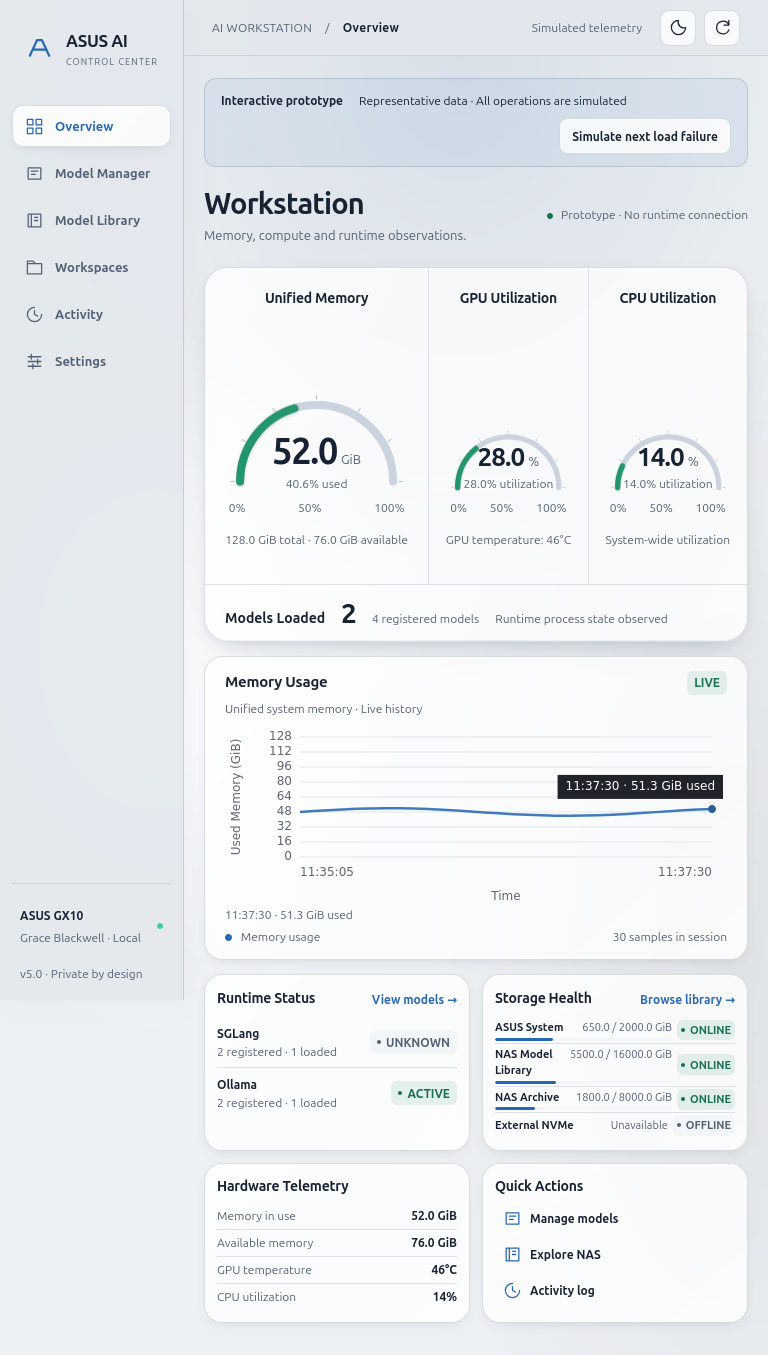 ASUS AI
CONTROL CENTER
Overview
Model Manager
Model Library
Workspaces
Activity
Settings
ASUS GX10
Grace Blackwell · Local
v5.0 · Private by design
AI WORKSTATION / Overview
Simulated telemetry
Interactive prototype Representative data · All operations are simulated
Simulate next load failure
Workstation
Memory, compute and runtime observations.
Prototype · No runtime connection
Unified Memory
52.0 GiB
40.6% used
0% 50% 100%
128.0 GiB total · 76.0 GiB available
GPU Utilization
28.0 %
28.0% utilization
0% 50% 100%
GPU temperature: 46°C
CPU Utilization
14.0 %
14.0% utilization
0% 50% 100%
System-wide utilization
Models Loaded 2 4 registered models Runtime process state observed
Memory Usage
LIVE
Unified system memory · Live history
Used Memory (GiB)
128
112
96
80
64
48
32
16
0
11:37:30 · 51.3 GiB used
11:35:05 11:37:30
Time
11:37:30 · 51.3 GiB used
Memory usage
30 samples in session
Runtime Status
View models →
SGLang
2 registered · 1 loaded
UNKNOWN
Ollama
2 registered · 1 loaded
ACTIVE
Storage Health
Browse library →
ASUS System 650.0 / 2000.0 GiB ONLINE
NAS Model
Library
5500.0 / 16000.0 GiB ONLINE
NAS Archive 1800.0 / 8000.0 GiB ONLINE
External NVMe Unavailable OFFLINE
Hardware Telemetry
Memory in use 52.0 GiB
Available memory 76.0 GiB
GPU temperature 46°C
CPU utilization 14%
Quick Actions
Manage models
Explore NAS
Activity log